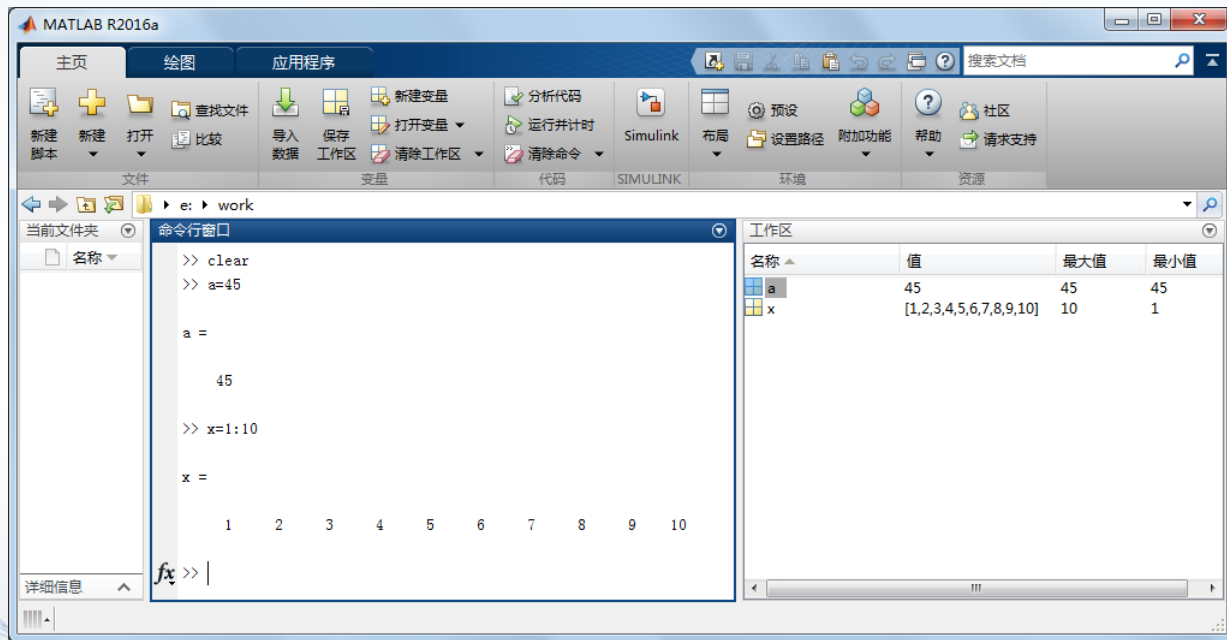 MATLAB R2016a
主页 绘图 应用程序 搜索文档
新建脚本 新建 打开 查找文件 比较 导入数据 保存工作区 新建变量 打开变量 清除工作区 分析代码 运行并计时 清除命令 Simulink 布局 预设 设置路径 附加功能 帮助 社区 请求支持
文件 变量 代码 SIMULINK 环境 资源
e: work
当前文件夹
名称
详细信息
命令行窗口
>> clear
>> a=45
a =
45
>> x=1:10
x =
1 2 3 4 5 6 7 8 9 10
fx >>
工作区
名称 值 最大值 最小值
a 45 45 45
x [1,2,3,4,5,6,7,8,9,10] 10 1